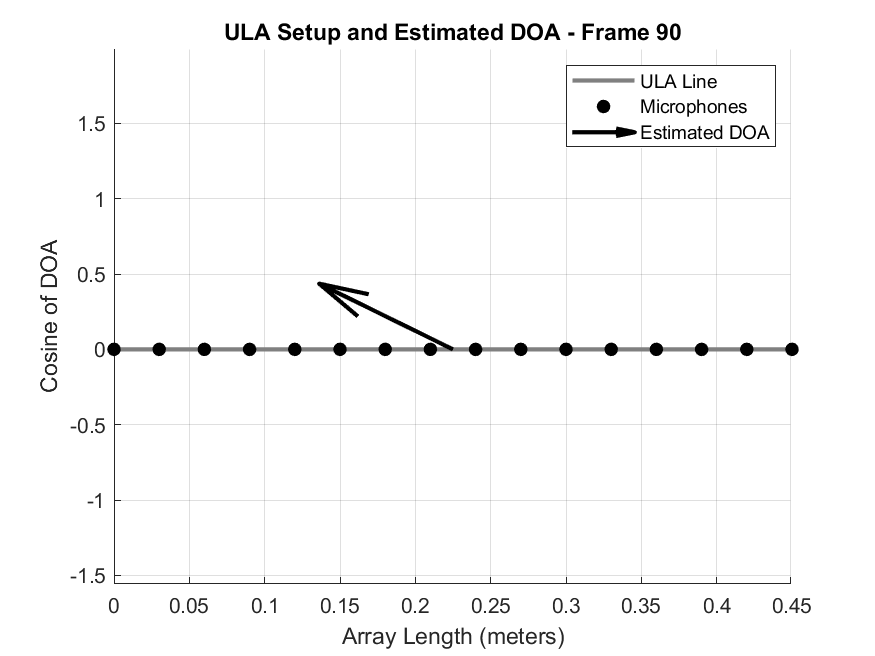 ULA Setup and Estimated DOA - Frame 90
ULA Line
Microphones
Estimated DOA
Cosine of DOA
1.5
1
0.5
0
-0.5
-1
-1.5
0 0.05 0.1 0.15 0.2 0.25 0.3 0.35 0.4 0.45
Array Length (meters)